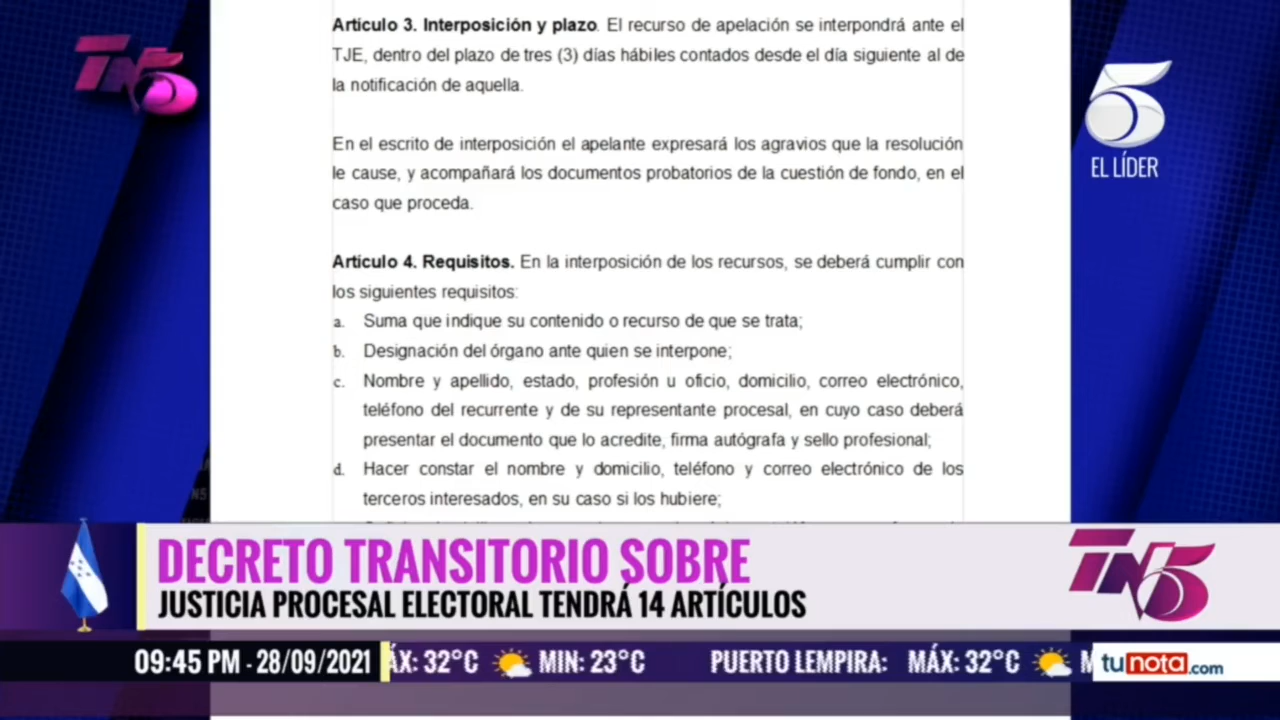 TN5
5
EL LÍDER
Artículo 3. Interposición y plazo. El recurso de apelación se interpondrá ante el
TJE, dentro del plazo de tres (3) días hábiles contados desde el día siguiente al de
la notificación de aquella.
En el escrito de interposición el apelante expresará los agravios que la resolución
le cause, y acompañará los documentos probatorios de la cuestión de fondo, en el
caso que proceda.
Artículo 4. Requisitos. En la interposición de los recursos, se deberá cumplir con
los siguientes requisitos:
a. Suma que indique su contenido o recurso de que se trata;
b. Designación del órgano ante quien se interpone;
c. Nombre y apellido, estado, profesión u oficio, domicilio, correo electrónico,
teléfono del recurrente y de su representante procesal, en cuyo caso deberá
presentar el documento que lo acredite, firma autógrafa y sello profesional;
d. Hacer constar el nombre y domicilio, teléfono y correo electrónico de los
terceros interesados, en su caso si los hubiere;
DECRETO TRANSITORIO SOBRE
JUSTICIA PROCESAL ELECTORAL TENDRÁ 14 ARTÍCULOS
TN5
09:45 PM - 28/09/2021 ÁX: 32°C MIN: 23°C PUERTO LEMPIRA: MÁX: 32°C M tunota.com